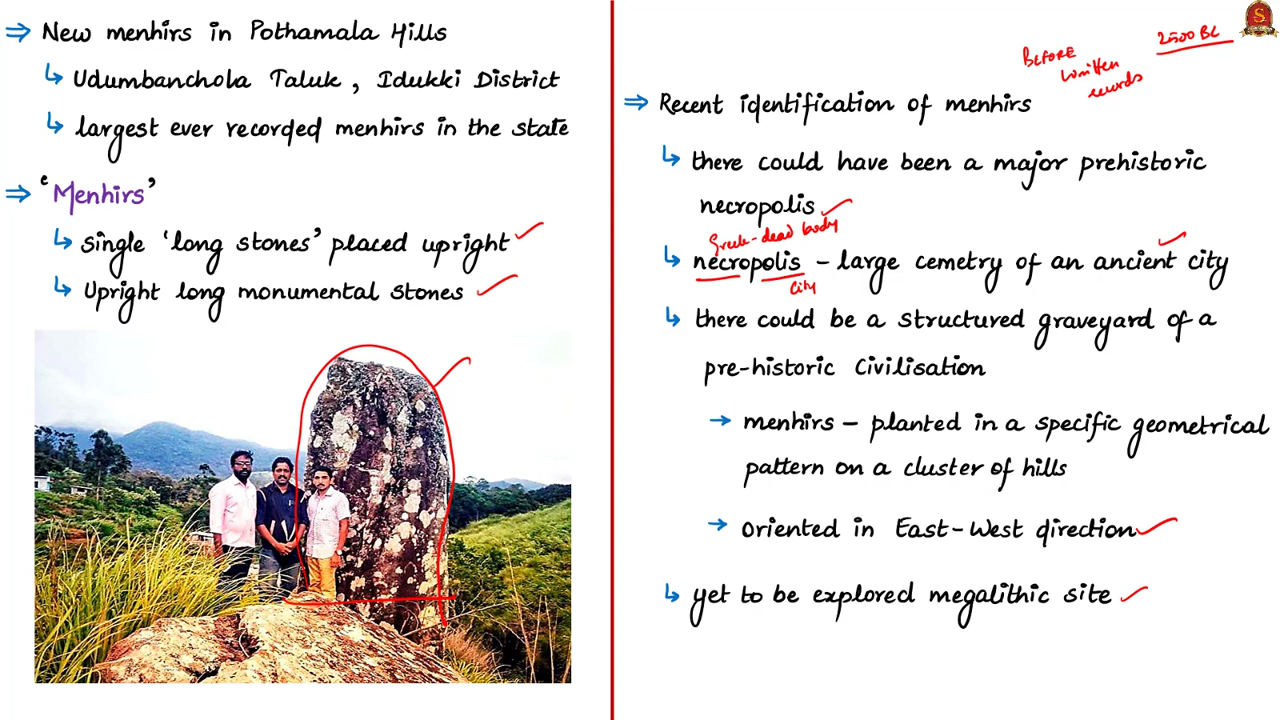 ⇒ New menhirs in Pothamala Hills
↳ Udumbanchola Taluk , Idukki District
↳ largest ever recorded menhirs in the state
⇒ ‘Menhirs’
↳ single ‘long stones’ placed upright
↳ Upright long monumental stones
S
2500 BC
BEFORE
written
records
⇒ Recent identification of menhirs
↳ there could have been a major prehistoric
necropolis
Greek-dead body
↳ necropolis – large cemetry of an ancient city
City
↳ there could be a structured graveyard of a
pre-historic Civilisation
→ menhirs – planted in a specific geometrical
pattern on a cluster of hills
→ oriented in East-West direction
↳ yet to be explored megalithic site